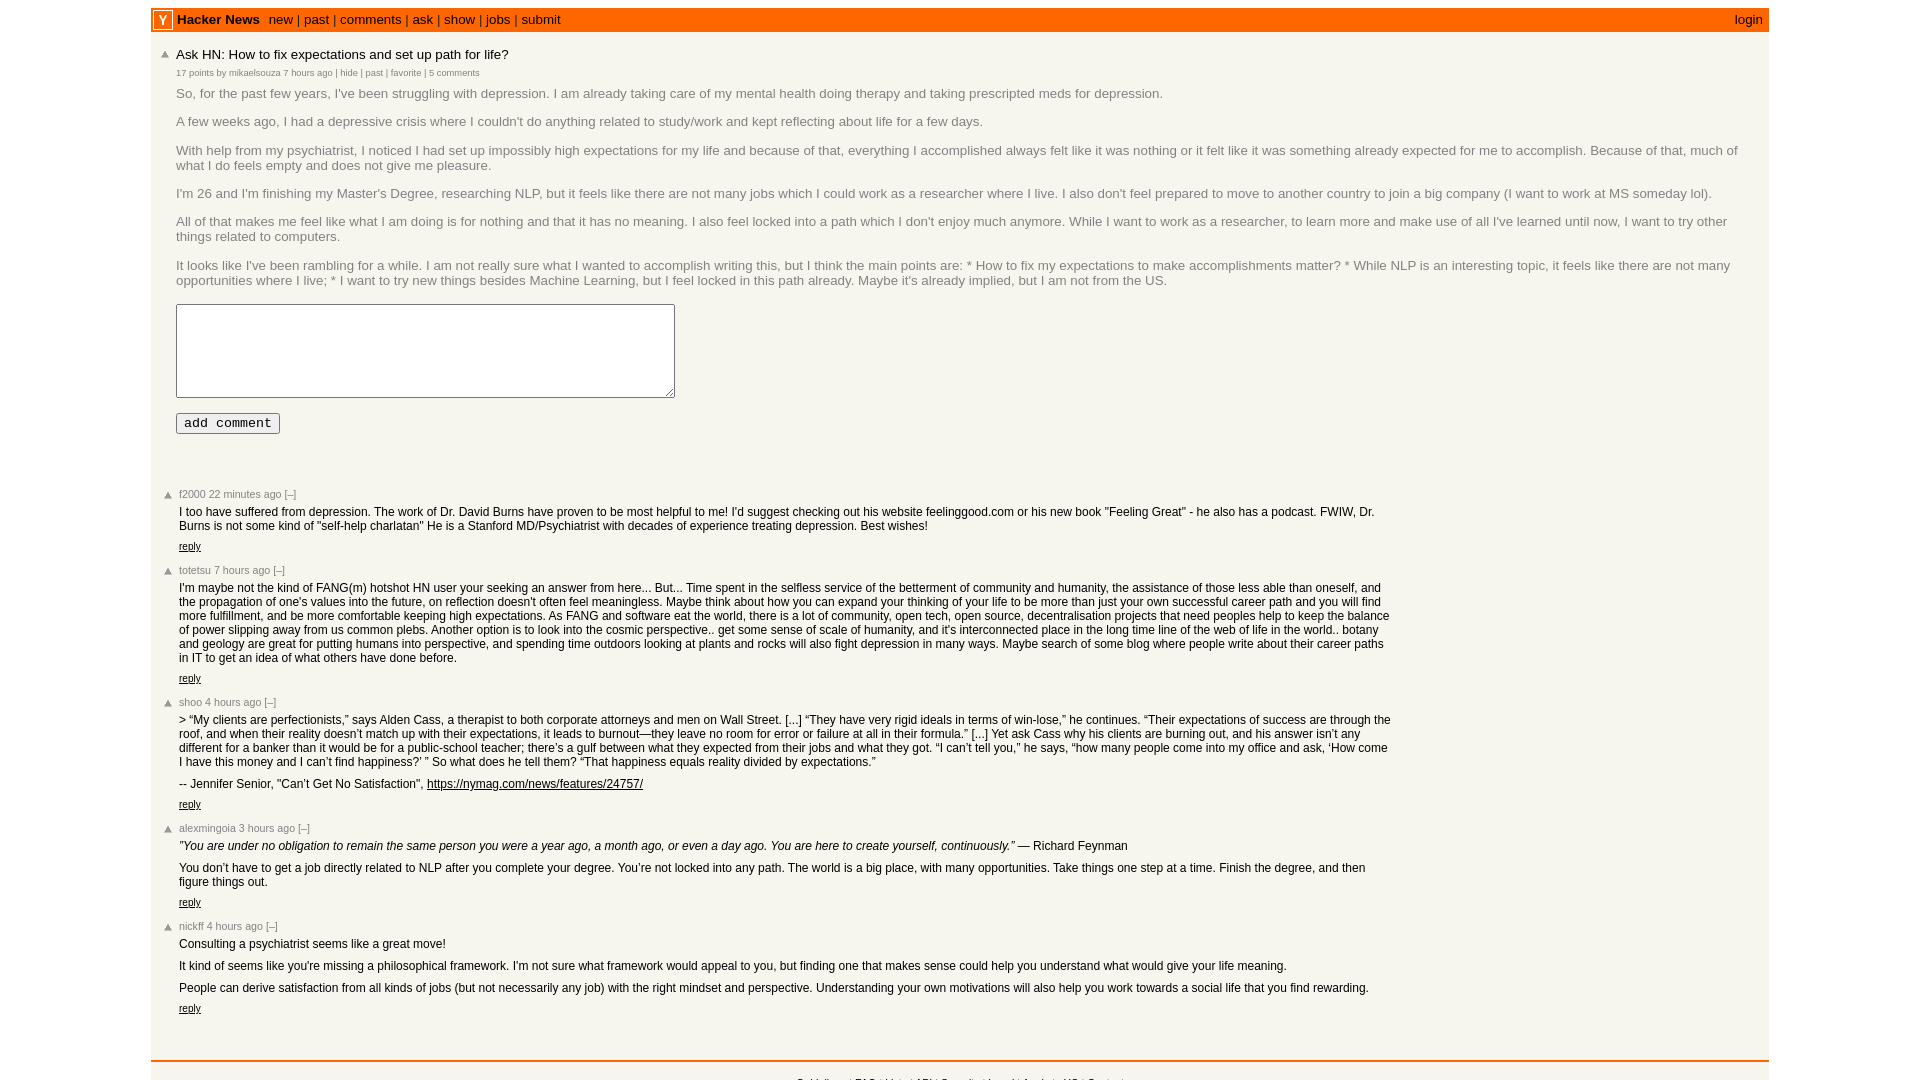 Y Hacker News new | past | comments | ask | show | jobs | submit login
Ask HN: How to fix expectations and set up path for life?
17 points by mikaelsouza 7 hours ago | hide | past | favorite | 5 comments
So, for the past few years, I've been struggling with depression. I am already taking care of my mental health doing therapy and taking prescripted meds for depression.
A few weeks ago, I had a depressive crisis where I couldn't do anything related to study/work and kept reflecting about life for a few days.
With help from my psychiatrist, I noticed I had set up impossibly high expectations for my life and because of that, everything I accomplished always felt like it was nothing or it felt like it was something already expected for me to accomplish. Because of that, much of
what I do feels empty and does not give me pleasure.
I'm 26 and I'm finishing my Master's Degree, researching NLP, but it feels like there are not many jobs which I could work as a researcher where I live. I also don't feel prepared to move to another country to join a big company (I want to work at MS someday lol).
All of that makes me feel like what I am doing is for nothing and that it has no meaning. I also feel locked into a path which I don't enjoy much anymore. While I want to work as a researcher, to learn more and make use of all I've learned until now, I want to try other
things related to computers.
It looks like I've been rambling for a while. I am not really sure what I wanted to accomplish writing this, but I think the main points are: * How to fix my expectations to make accomplishments matter? * While NLP is an interesting topic, it feels like there are not many
opportunities where I live; * I want to try new things besides Machine Learning, but I feel locked in this path already. Maybe it's already implied, but I am not from the US.
add comment
f2000 22 minutes ago [–]
I too have suffered from depression. The work of Dr. David Burns have proven to be most helpful to me! I'd suggest checking out his website feelinggood.com or his new book "Feeling Great" - he also has a podcast. FWIW, Dr.
Burns is not some kind of "self-help charlatan" He is a Stanford MD/Psychiatrist with decades of experience treating depression. Best wishes!
reply
totetsu 7 hours ago [–]
I'm maybe not the kind of FANG(m) hotshot HN user your seeking an answer from here... But... Time spent in the selfless service of the betterment of community and humanity, the assistance of those less able than oneself, and
the propagation of one's values into the future, on reflection doesn't often feel meaningless. Maybe think about how you can expand your thinking of your life to be more than just your own successful career path and you will find
more fulfillment, and be more comfortable keeping high expectations. As FANG and software eat the world, there is a lot of community, open tech, open source, decentralisation projects that need peoples help to keep the balance
of power slipping away from us common plebs. Another option is to look into the cosmic perspective.. get some sense of scale of humanity, and it's interconnected place in the long time line of the web of life in the world.. botany
and geology are great for putting humans into perspective, and spending time outdoors looking at plants and rocks will also fight depression in many ways. Maybe search of some blog where people write about their career paths
in IT to get an idea of what others have done before.
reply
shoo 4 hours ago [–]
> “My clients are perfectionists,” says Alden Cass, a therapist to both corporate attorneys and men on Wall Street. [...] “They have very rigid ideals in terms of win-lose,” he continues. “Their expectations of success are through the
roof, and when their reality doesn’t match up with their expectations, it leads to burnout—they leave no room for error or failure at all in their formula.” [...] Yet ask Cass why his clients are burning out, and his answer isn’t any
different for a banker than it would be for a public-school teacher; there’s a gulf between what they expected from their jobs and what they got. “I can’t tell you,” he says, “how many people come into my office and ask, ‘How come
I have this money and I can’t find happiness?’ ” So what does he tell them? “That happiness equals reality divided by expectations.”
-- Jennifer Senior, "Can’t Get No Satisfaction", https://nymag.com/news/features/24757/
reply
alexmingoia 3 hours ago [–]
”You are under no obligation to remain the same person you were a year ago, a month ago, or even a day ago. You are here to create yourself, continuously.” — Richard Feynman
You don’t have to get a job directly related to NLP after you complete your degree. You’re not locked into any path. The world is a big place, with many opportunities. Take things one step at a time. Finish the degree, and then
figure things out.
reply
nickff 4 hours ago [–]
Consulting a psychiatrist seems like a great move!
It kind of seems like you're missing a philosophical framework. I'm not sure what framework would appeal to you, but finding one that makes sense could help you understand what would give your life meaning.
People can derive satisfaction from all kinds of jobs (but not necessarily any job) with the right mindset and perspective. Understanding your own motivations will also help you work towards a social life that you find rewarding.
reply